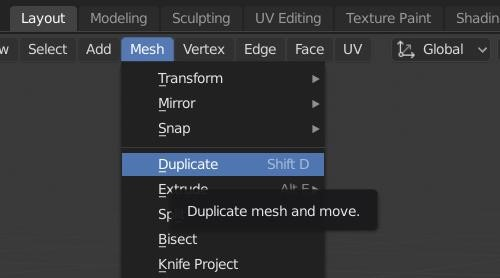 Layout Modeling Sculpting UV Editing Texture Paint Shadin
w Select Add Mesh Vertex Edge Face UV Global
Transform
Mirror
Snap
Duplicate Shift D
Extrude Alt E
Sp
Duplicate mesh and move.
Bisect
Knife Project